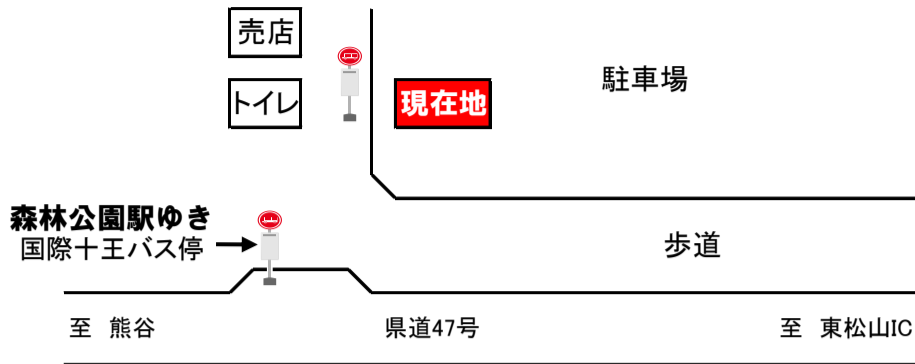 売店
トイレ
現在地
駐車場
森林公園駅ゆき
国際十王バス停
歩道
至 熊谷
県道47号
至 東松山IC